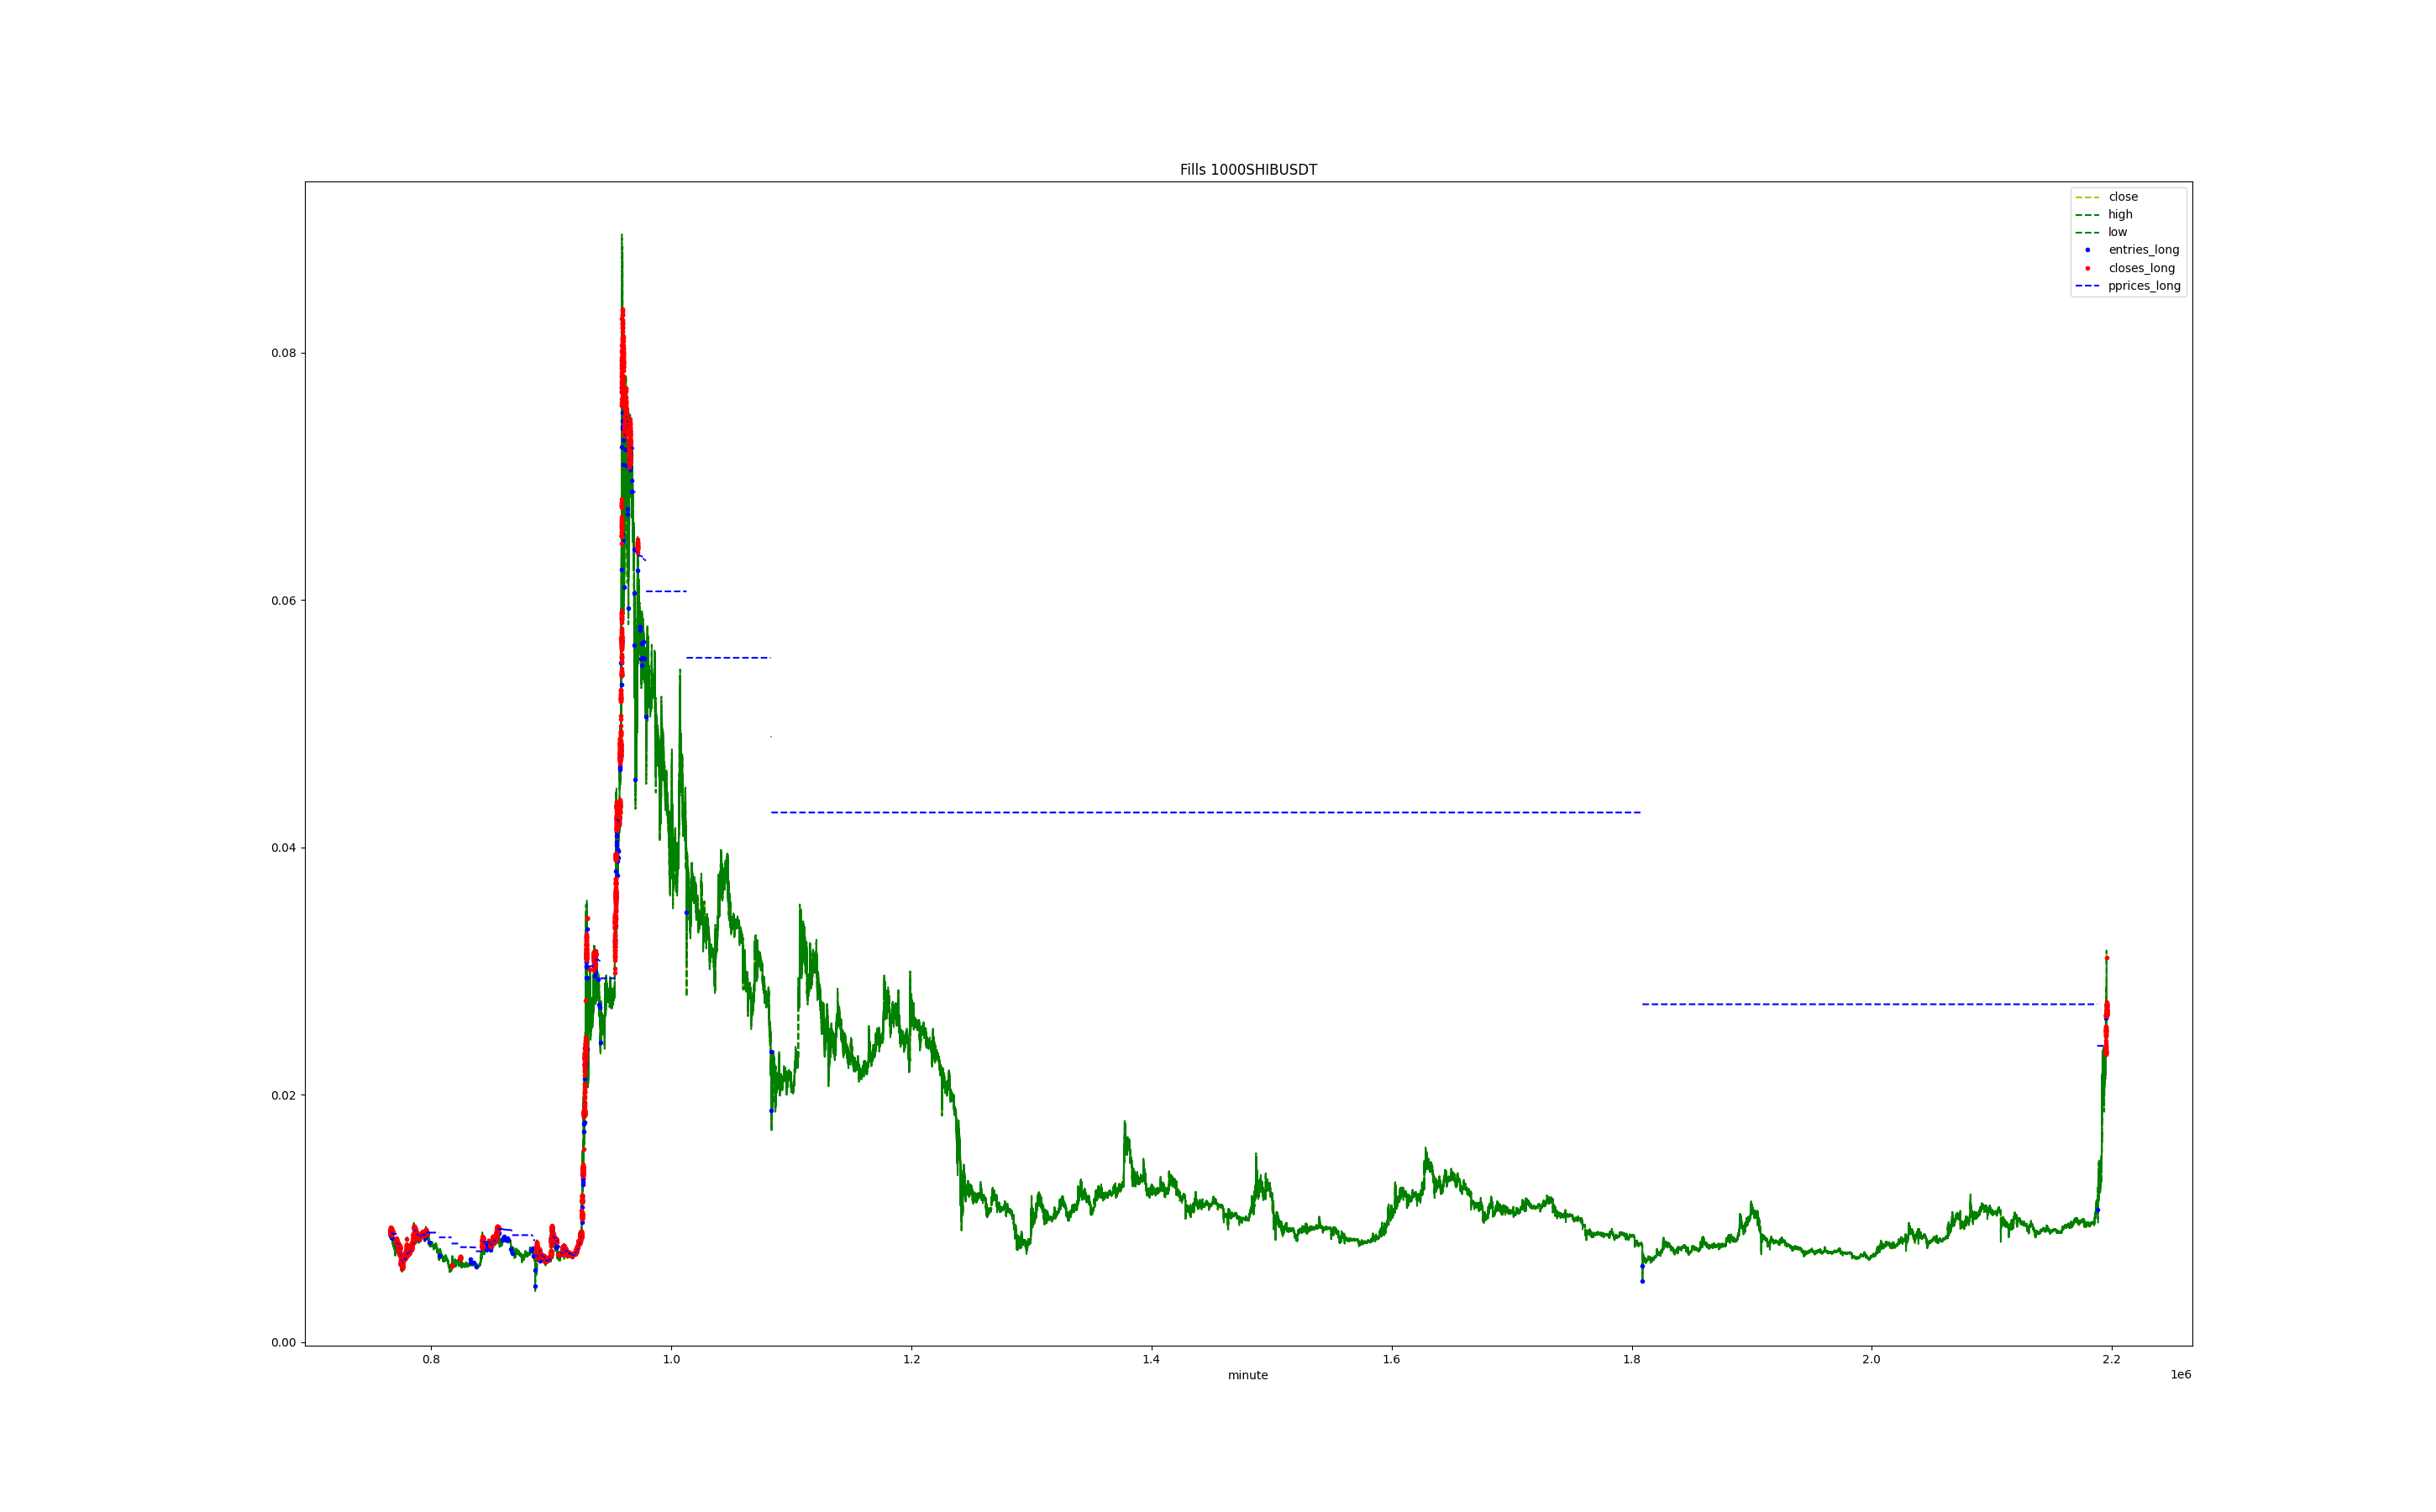 Fills 1000SHIBUSDT
close
high
low
entries_long
closes_long
pprices_long
0.08
0.06
0.04
0.02
0.00
0.8 1.0 1.2 1.4 1.6 1.8 2.0 2.2
minute 1e6